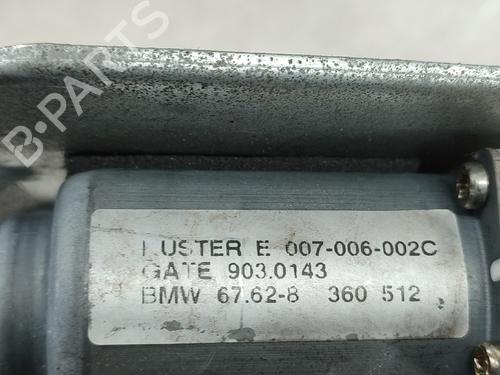 B-PARTS
LUSTER E 007-006-002C
GATE 903.0143
BMW 67.62-8 360 512